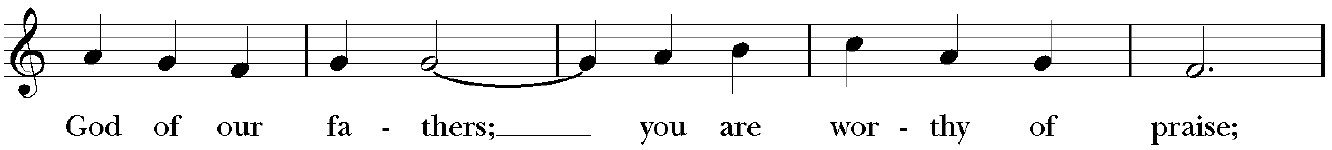 God of our fa - thers; you are wor - thy of praise;